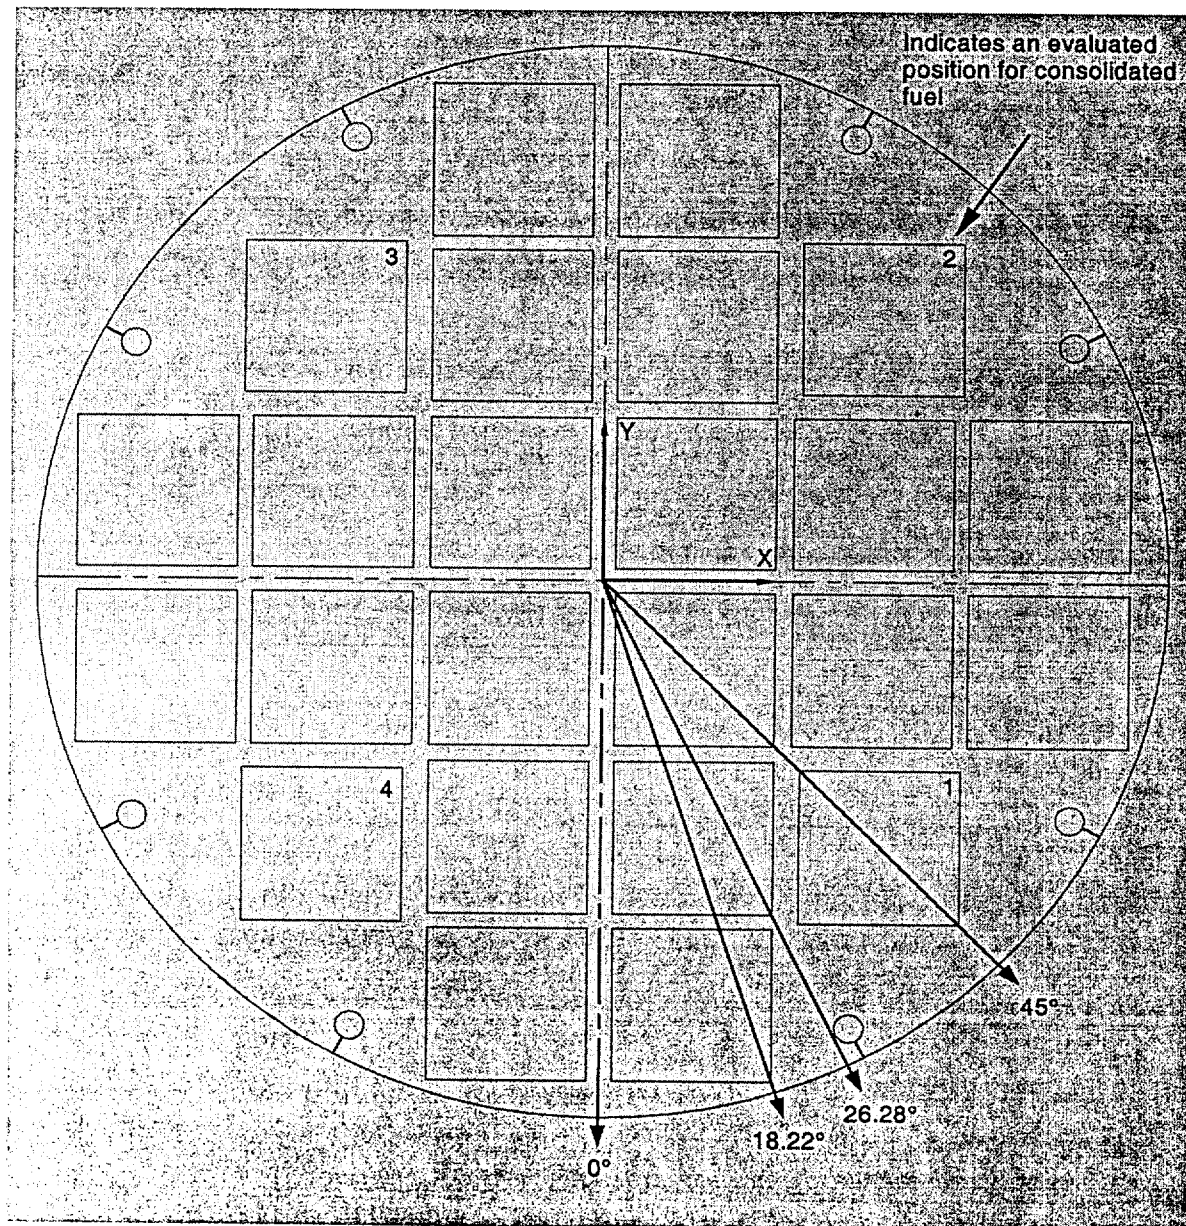 Indicates an evaluated
position for consolidated
fuel
3
2
Y
X
4
1
45°
26.28°
18.22°
0°